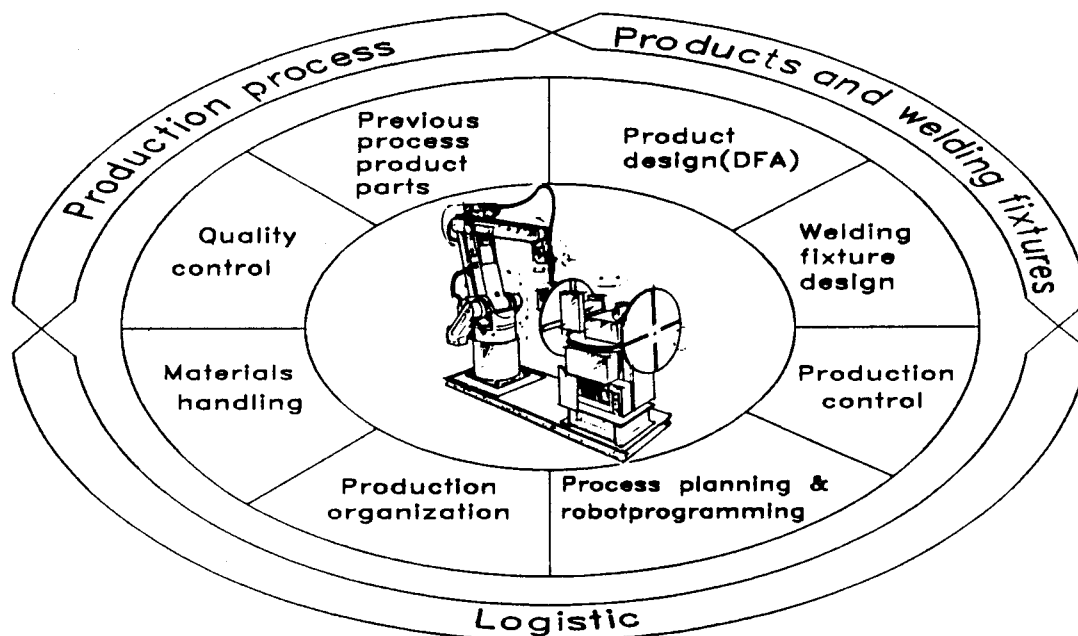 Production process
Products and welding fixtures
Previous
process
product
parts
Product
design(DFA)
Quality
control
Welding
fixture
design
Materials
handling
Production
control
Production
organization
Process planning &
robotprogramming
Logistic